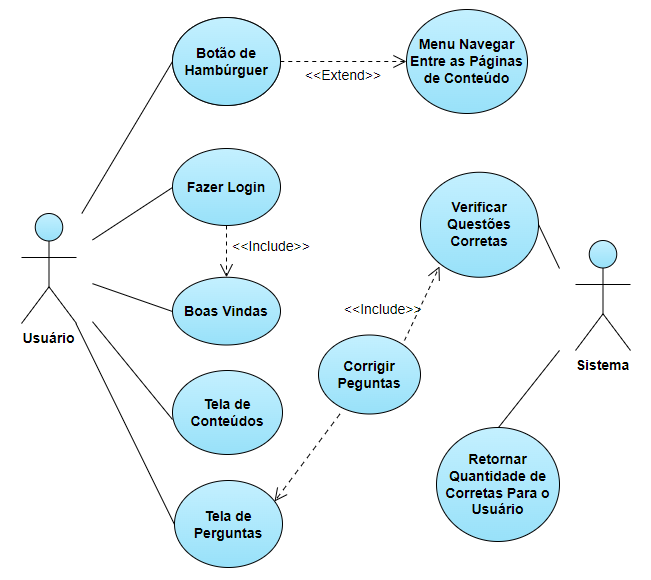 Botão de
Hambúrguer
<<Extend>>
Menu Navegar
Entre as Páginas
de Conteúdo
Fazer Login
<<Include>>
Verificar
Questões
Corretas
Usuário
Boas Vindas
<<Include>>
Sistema
Corrigir
Peguntas
Tela de
Conteúdos
Retornar
Quantidade de
Corretas Para o
Usuário
Tela de
Perguntas